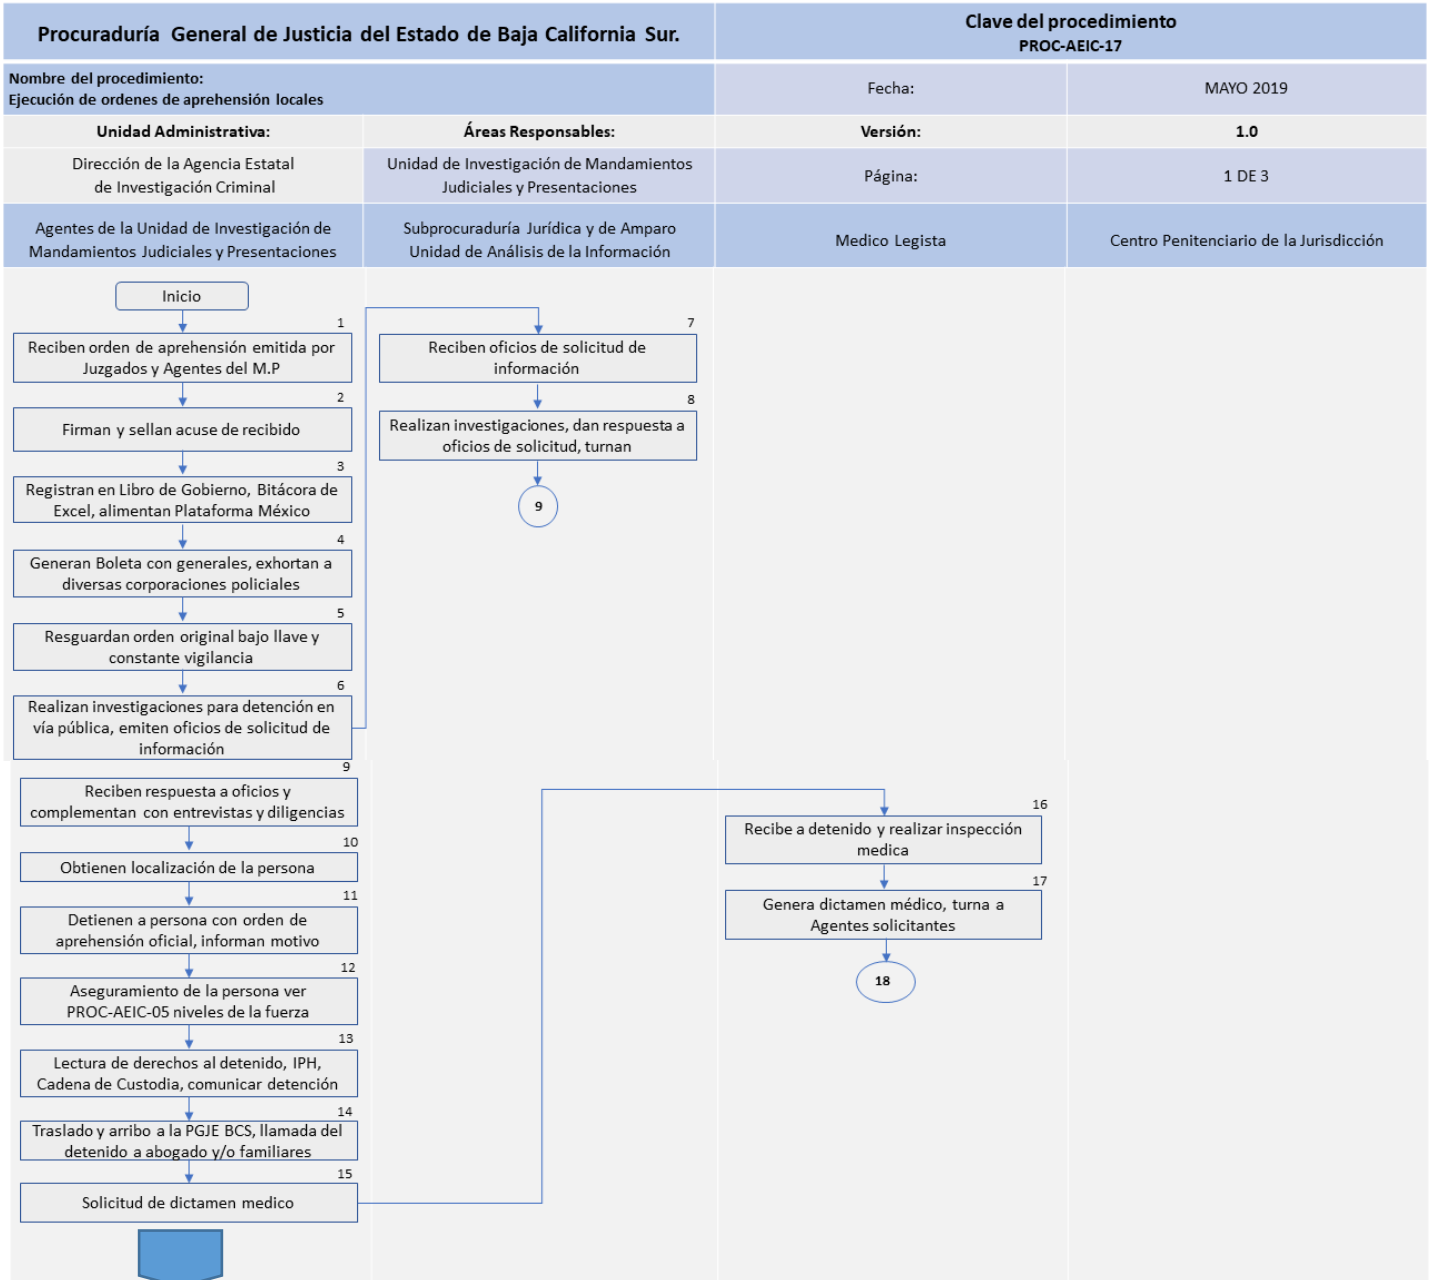 Procuraduría General de Justicia del Estado de Baja California Sur.
Clave del procedimiento
PROC-AEIC-17
Nombre del procedimiento:
Ejecución de ordenes de aprehensión locales
Fecha:
MAYO 2019
Unidad Administrativa:
Áreas Responsables:
Versión:
1.0
Dirección de la Agencia Estatal
de Investigación Criminal
Unidad de Investigación de Mandamientos
Judiciales y Presentaciones
Página:
1 DE 3
Agentes de la Unidad de Investigación de
Mandamientos Judiciales y Presentaciones
Subprocuraduría Jurídica y de Amparo
Unidad de Análisis de la Información
Medico Legista
Centro Penitenciario de la Jurisdicción
Inicio
1
Reciben orden de aprehensión emitida por
Juzgados y Agentes del M.P
2
Firman y sellan acuse de recibido
3
Registran en Libro de Gobierno, Bitácora de
Excel, alimentan Plataforma México
4
Generan Boleta con generales, exhortan a
diversas corporaciones policiales
5
Resguardan orden original bajo llave y
constante vigilancia
6
Realizan investigaciones para detención en
vía pública, emiten oficios de solicitud de
información
7
Reciben oficios de solicitud de
información
8
Realizan investigaciones, dan respuesta a
oficios de solicitud, turnan
9
9
Reciben respuesta a oficios y
complementan con entrevistas y diligencias
10
Obtienen localización de la persona
11
Detienen a persona con orden de
aprehensión oficial, informan motivo
12
Aseguramiento de la persona ver
PROC-AEIC-05 niveles de la fuerza
13
Lectura de derechos al detenido, IPH,
Cadena de Custodia, comunicar detención
14
Traslado y arribo a la PGJE BCS, llamada del
detenido a abogado y/o familiares
15
Solicitud de dictamen medico
16
Recibe a detenido y realizar inspección
medica
17
Genera dictamen médico, turna a
Agentes solicitantes
18